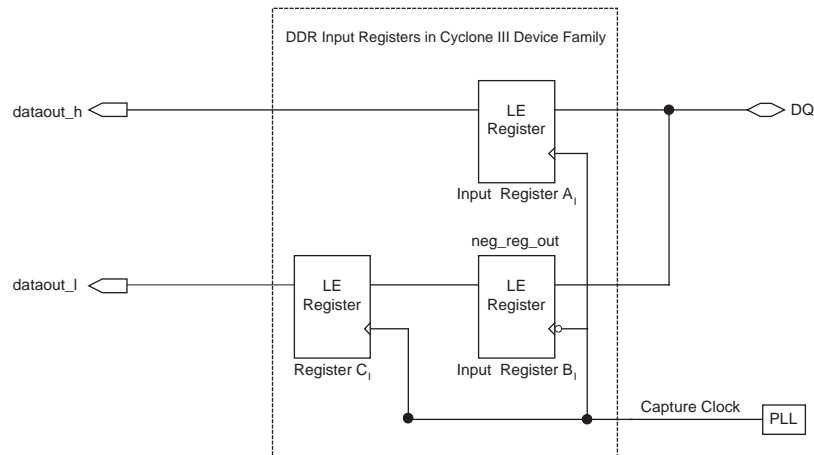 DDR Input Registers in Cyclone III Device Family
dataout_h
LE
Register
DQ
Input Register A_I
neg_reg_out
dataout_l
LE
Register
LE
Register
Register C_I
Input Register B_I
Capture Clock
PLL